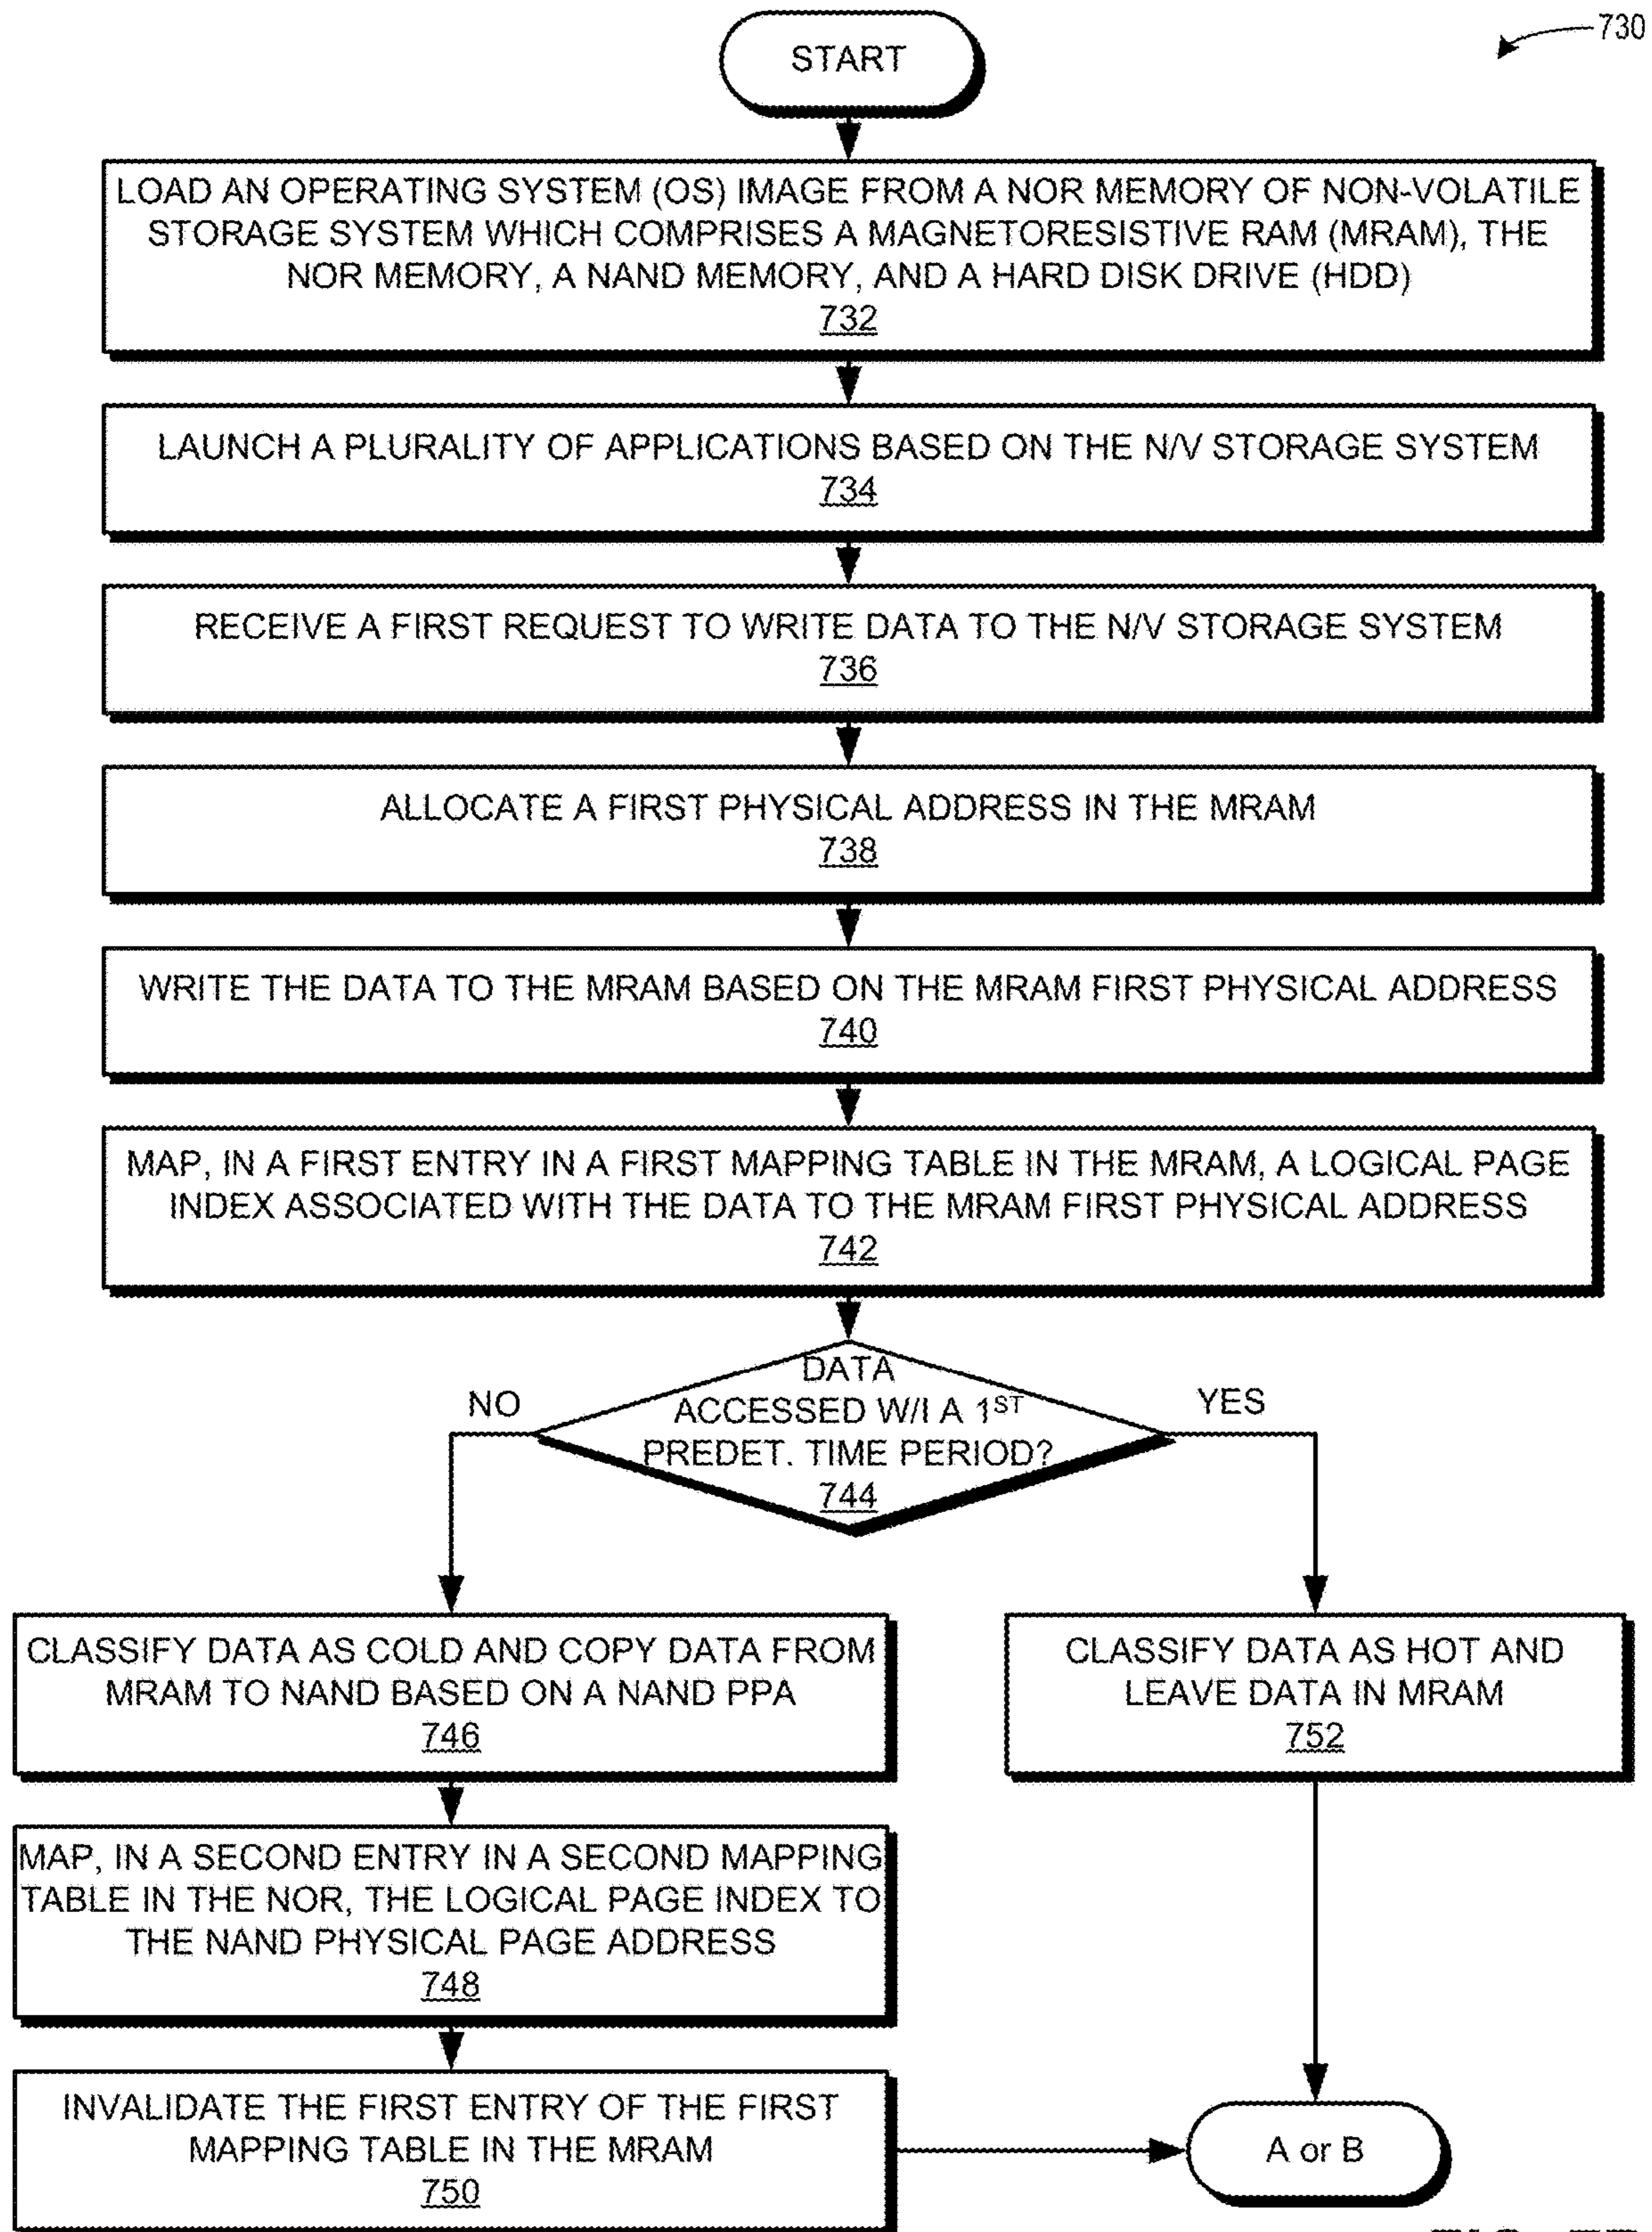 730
START
LOAD AN OPERATING SYSTEM (OS) IMAGE FROM A NOR MEMORY OF NON-VOLATILE
STORAGE SYSTEM WHICH COMPRISES A MAGNETORESISTIVE RAM (MRAM), THE
NOR MEMORY, A NAND MEMORY, AND A HARD DISK DRIVE (HDD)
732
LAUNCH A PLURALITY OF APPLICATIONS BASED ON THE N/V STORAGE SYSTEM
734
RECEIVE A FIRST REQUEST TO WRITE DATA TO THE N/V STORAGE SYSTEM
736
ALLOCATE A FIRST PHYSICAL ADDRESS IN THE MRAM
738
WRITE THE DATA TO THE MRAM BASED ON THE MRAM FIRST PHYSICAL ADDRESS
740
MAP, IN A FIRST ENTRY IN A FIRST MAPPING TABLE IN THE MRAM, A LOGICAL PAGE
INDEX ASSOCIATED WITH THE DATA TO THE MRAM FIRST PHYSICAL ADDRESS
742
DATA
ACCESSED W/I A 1ST
PREDET. TIME PERIOD?
744
NO
YES
CLASSIFY DATA AS COLD AND COPY DATA FROM
MRAM TO NAND BASED ON A NAND PPA
746
CLASSIFY DATA AS HOT AND
LEAVE DATA IN MRAM
752
MAP, IN A SECOND ENTRY IN A SECOND MAPPING
TABLE IN THE NOR, THE LOGICAL PAGE INDEX TO
THE NAND PHYSICAL PAGE ADDRESS
748
INVALIDATE THE FIRST ENTRY OF THE FIRST
MAPPING TABLE IN THE MRAM
750
A or B